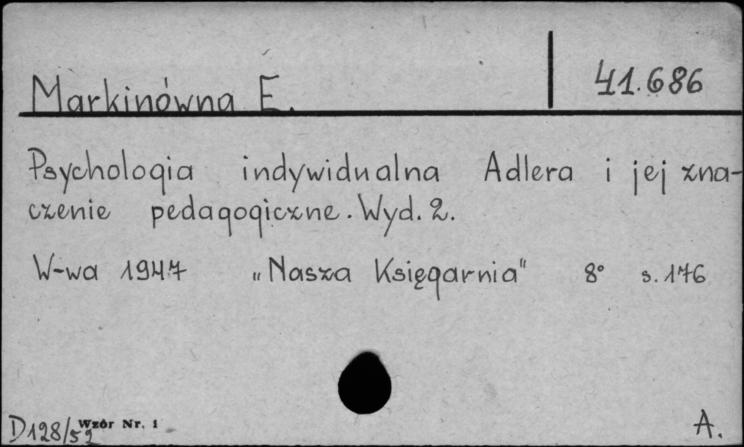 Markinówna E.
41.686
Psychologia indywidualna Adlera i jej zna-
czenie pedagogiczne. Wyd. 2.
W-wa 1947 „Nasza Księgarnia" 8° s. 176
D128/52 Wzór Nr. 1
A.